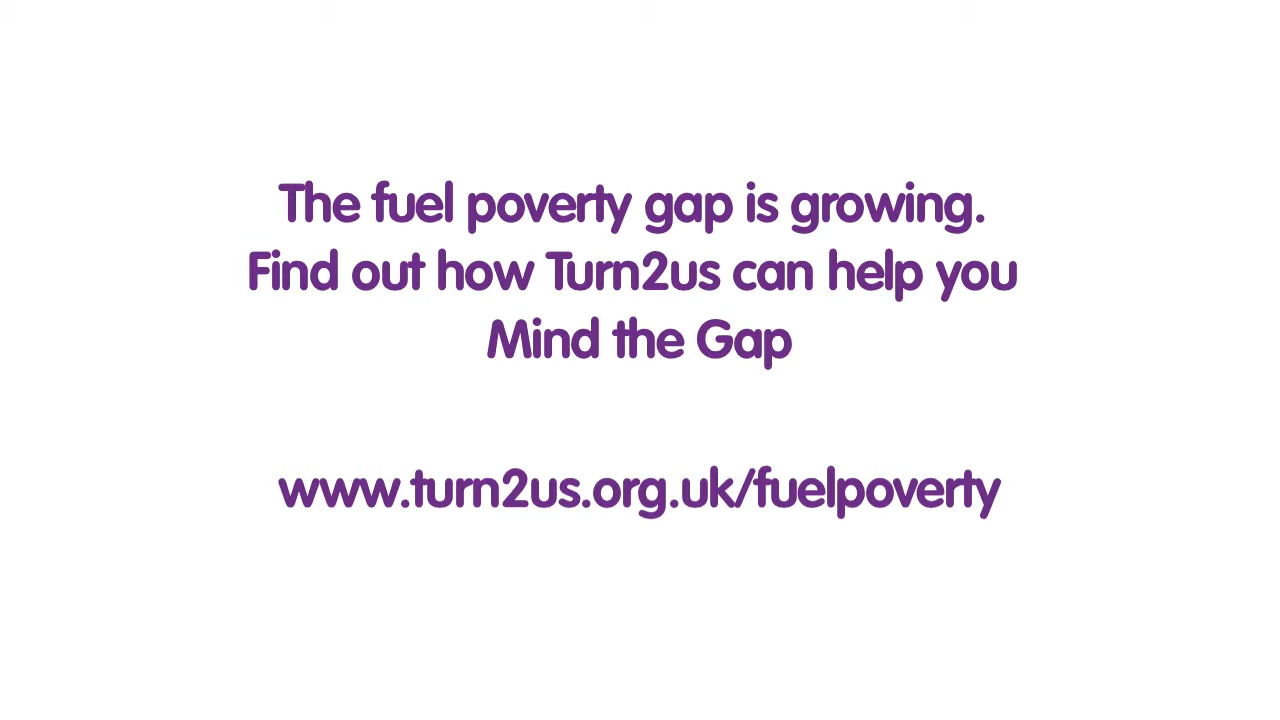 The fuel poverty gap is growing.
Find out how Turn2us can help you
Mind the Gap
www.turn2us.org.uk/fuelpoverty